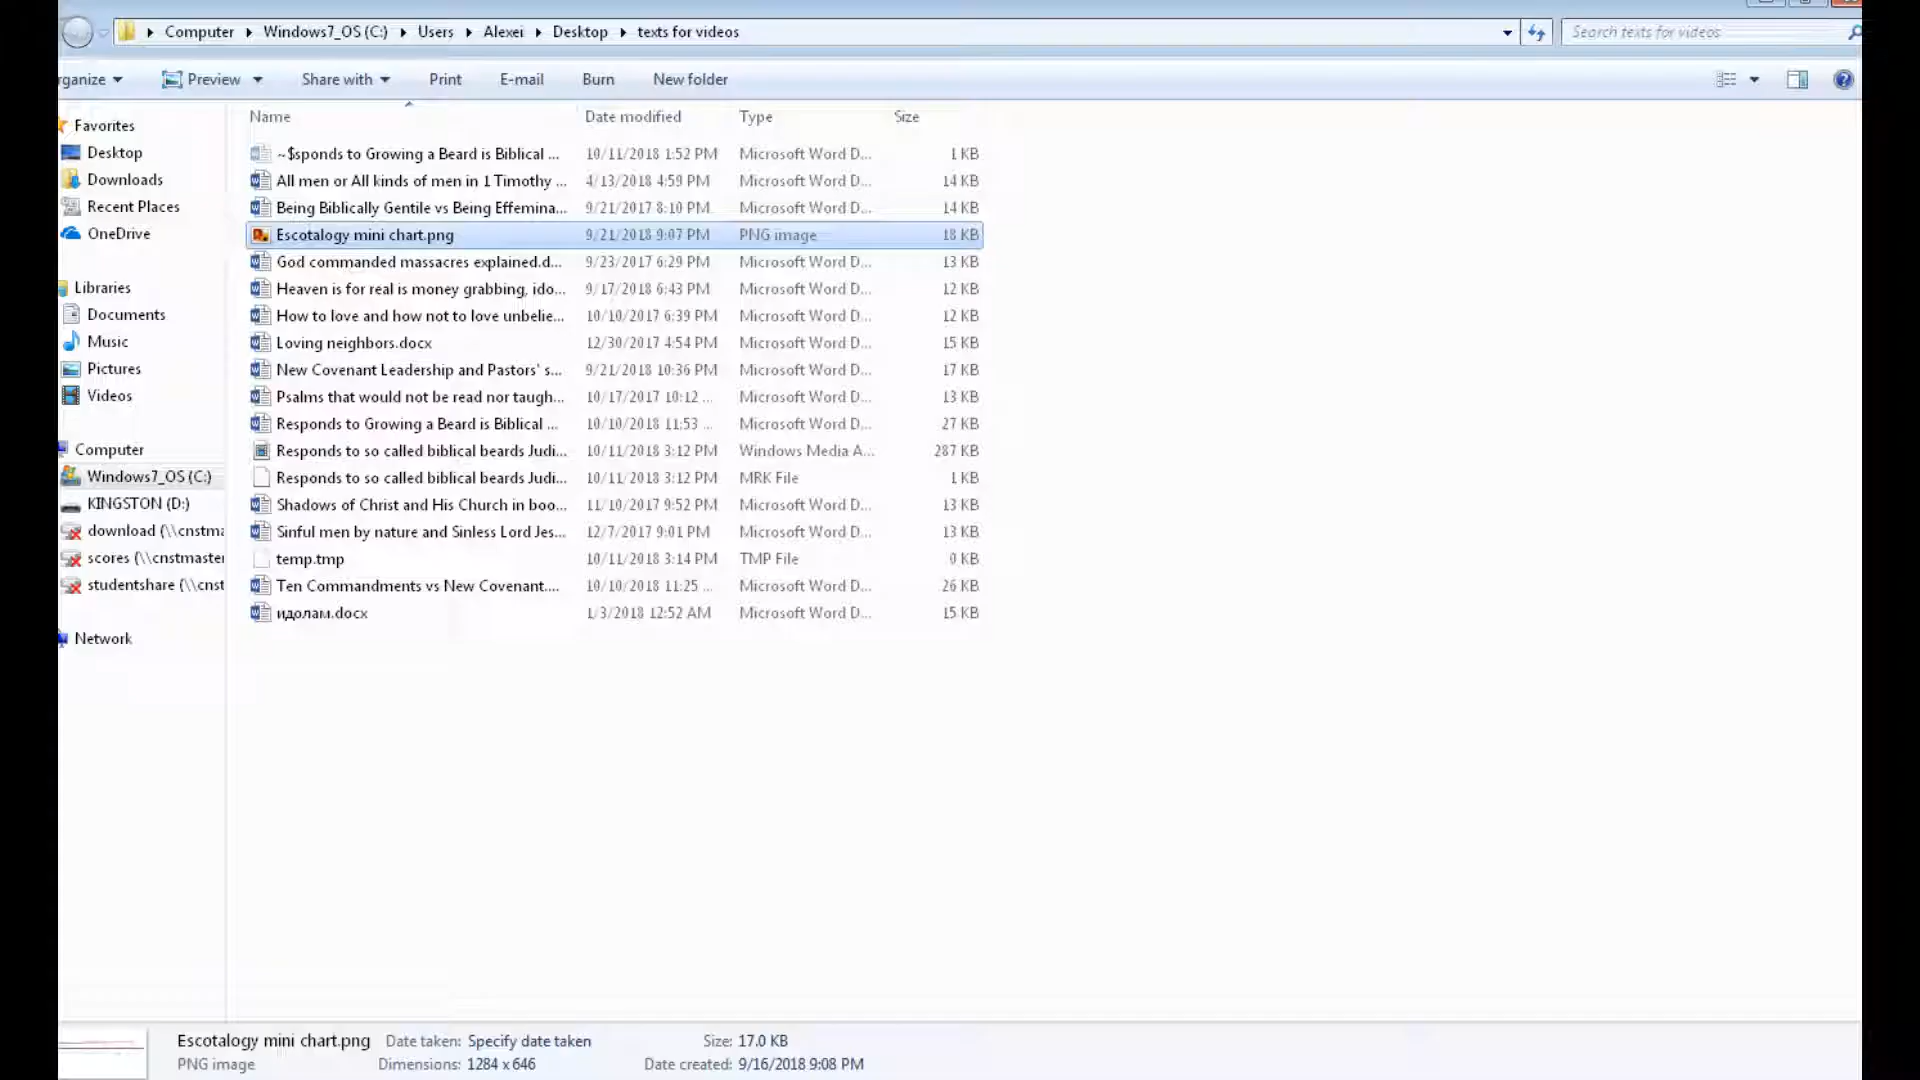 Computer Windows7_OS (C:) Users Alexei Desktop texts for videos
Search texts for videos
rganize Preview Share with Print E-mail Burn New folder
Name Date modified Type Size
Favorites
Desktop
Downloads
Recent Places
OneDrive
Libraries
Documents
Music
Pictures
Videos
Computer
Windows7_OS (C:)
KINGSTON (D:)
download (\\cnstma
scores (\\cnstmaster
studentshare (\\cnst
Network
~$sponds to Growing a Beard is Biblical ... 10/11/2018 1:52 PM Microsoft Word D... 1 KB
All men or All kinds of men in 1 Timothy ... 4/13/2018 4:59 PM Microsoft Word D... 14 KB
Being Biblically Gentile vs Being Effemina... 9/21/2017 8:10 PM Microsoft Word D... 14 KB
Escotalogy mini chart.png 9/21/2018 9:07 PM PNG image 18 KB
God commanded massacres explained.d... 9/23/2017 6:29 PM Microsoft Word D... 13 KB
Heaven is for real is money grabbing, ido... 9/17/2018 6:43 PM Microsoft Word D... 12 KB
How to love and how not to love unbelie... 10/10/2017 6:39 PM Microsoft Word D... 12 KB
Loving neighbors.docx 12/30/2017 4:54 PM Microsoft Word D... 15 KB
New Covenant Leadership and Pastors' s... 9/21/2018 10:36 PM Microsoft Word D... 17 KB
Psalms that would not be read nor taugh... 10/17/2017 10:12 ... Microsoft Word D... 13 KB
Responds to Growing a Beard is Biblical ... 10/10/2018 11:53 ... Microsoft Word D... 27 KB
Responds to so called biblical beards Judi... 10/11/2018 3:12 PM Windows Media A... 287 KB
Responds to so called biblical beards Judi... 10/11/2018 3:12 PM MRK File 1 KB
Shadows of Christ and His Church in boo... 11/10/2017 9:52 PM Microsoft Word D... 13 KB
Sinful men by nature and Sinless Lord Jes... 12/7/2017 9:01 PM Microsoft Word D... 13 KB
temp.tmp 10/11/2018 3:14 PM TMP File 0 KB
Ten Commandments vs New Covenant.... 10/10/2018 11:25 ... Microsoft Word D... 26 KB
идолам.docx 1/3/2018 12:52 AM Microsoft Word D... 15 KB
Escotalogy mini chart.png Date taken: Specify date taken Size: 17.0 KB
PNG image Dimensions: 1284 x 646 Date created: 9/16/2018 9:08 PM